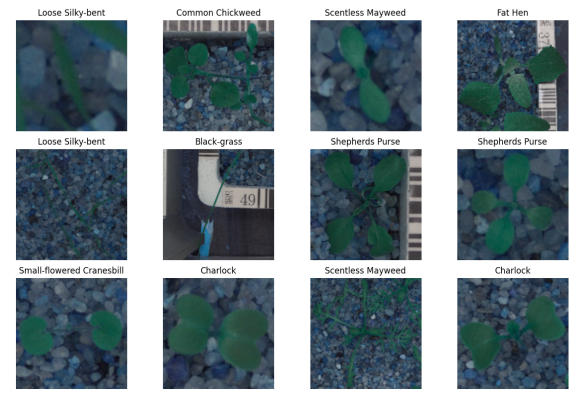 Loose Silky-bent
Common Chickweed
Scentless Mayweed
Fat Hen
37
Loose Silky-bent
Black-grass
Shepherds Purse
Shepherds Purse
49
Small-flowered Cranesbill
Charlock
Scentless Mayweed
Charlock